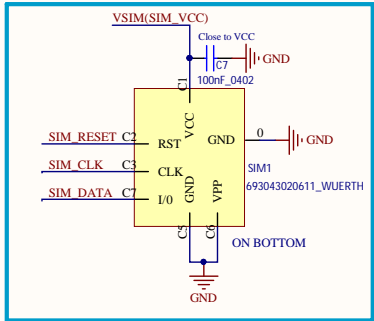 VSIM(SIM_VCC)
Close to VCC
C7
GND
100nF_0402
C1
VCC
SIM_RESET C2 RST
GND 0 GND
SIM_CLK C3 CLK
SIM1
693043020611_WUERTH
SIM_DATA C7 I/0
GND
VPP
C5
C6
ON BOTTOM
GND